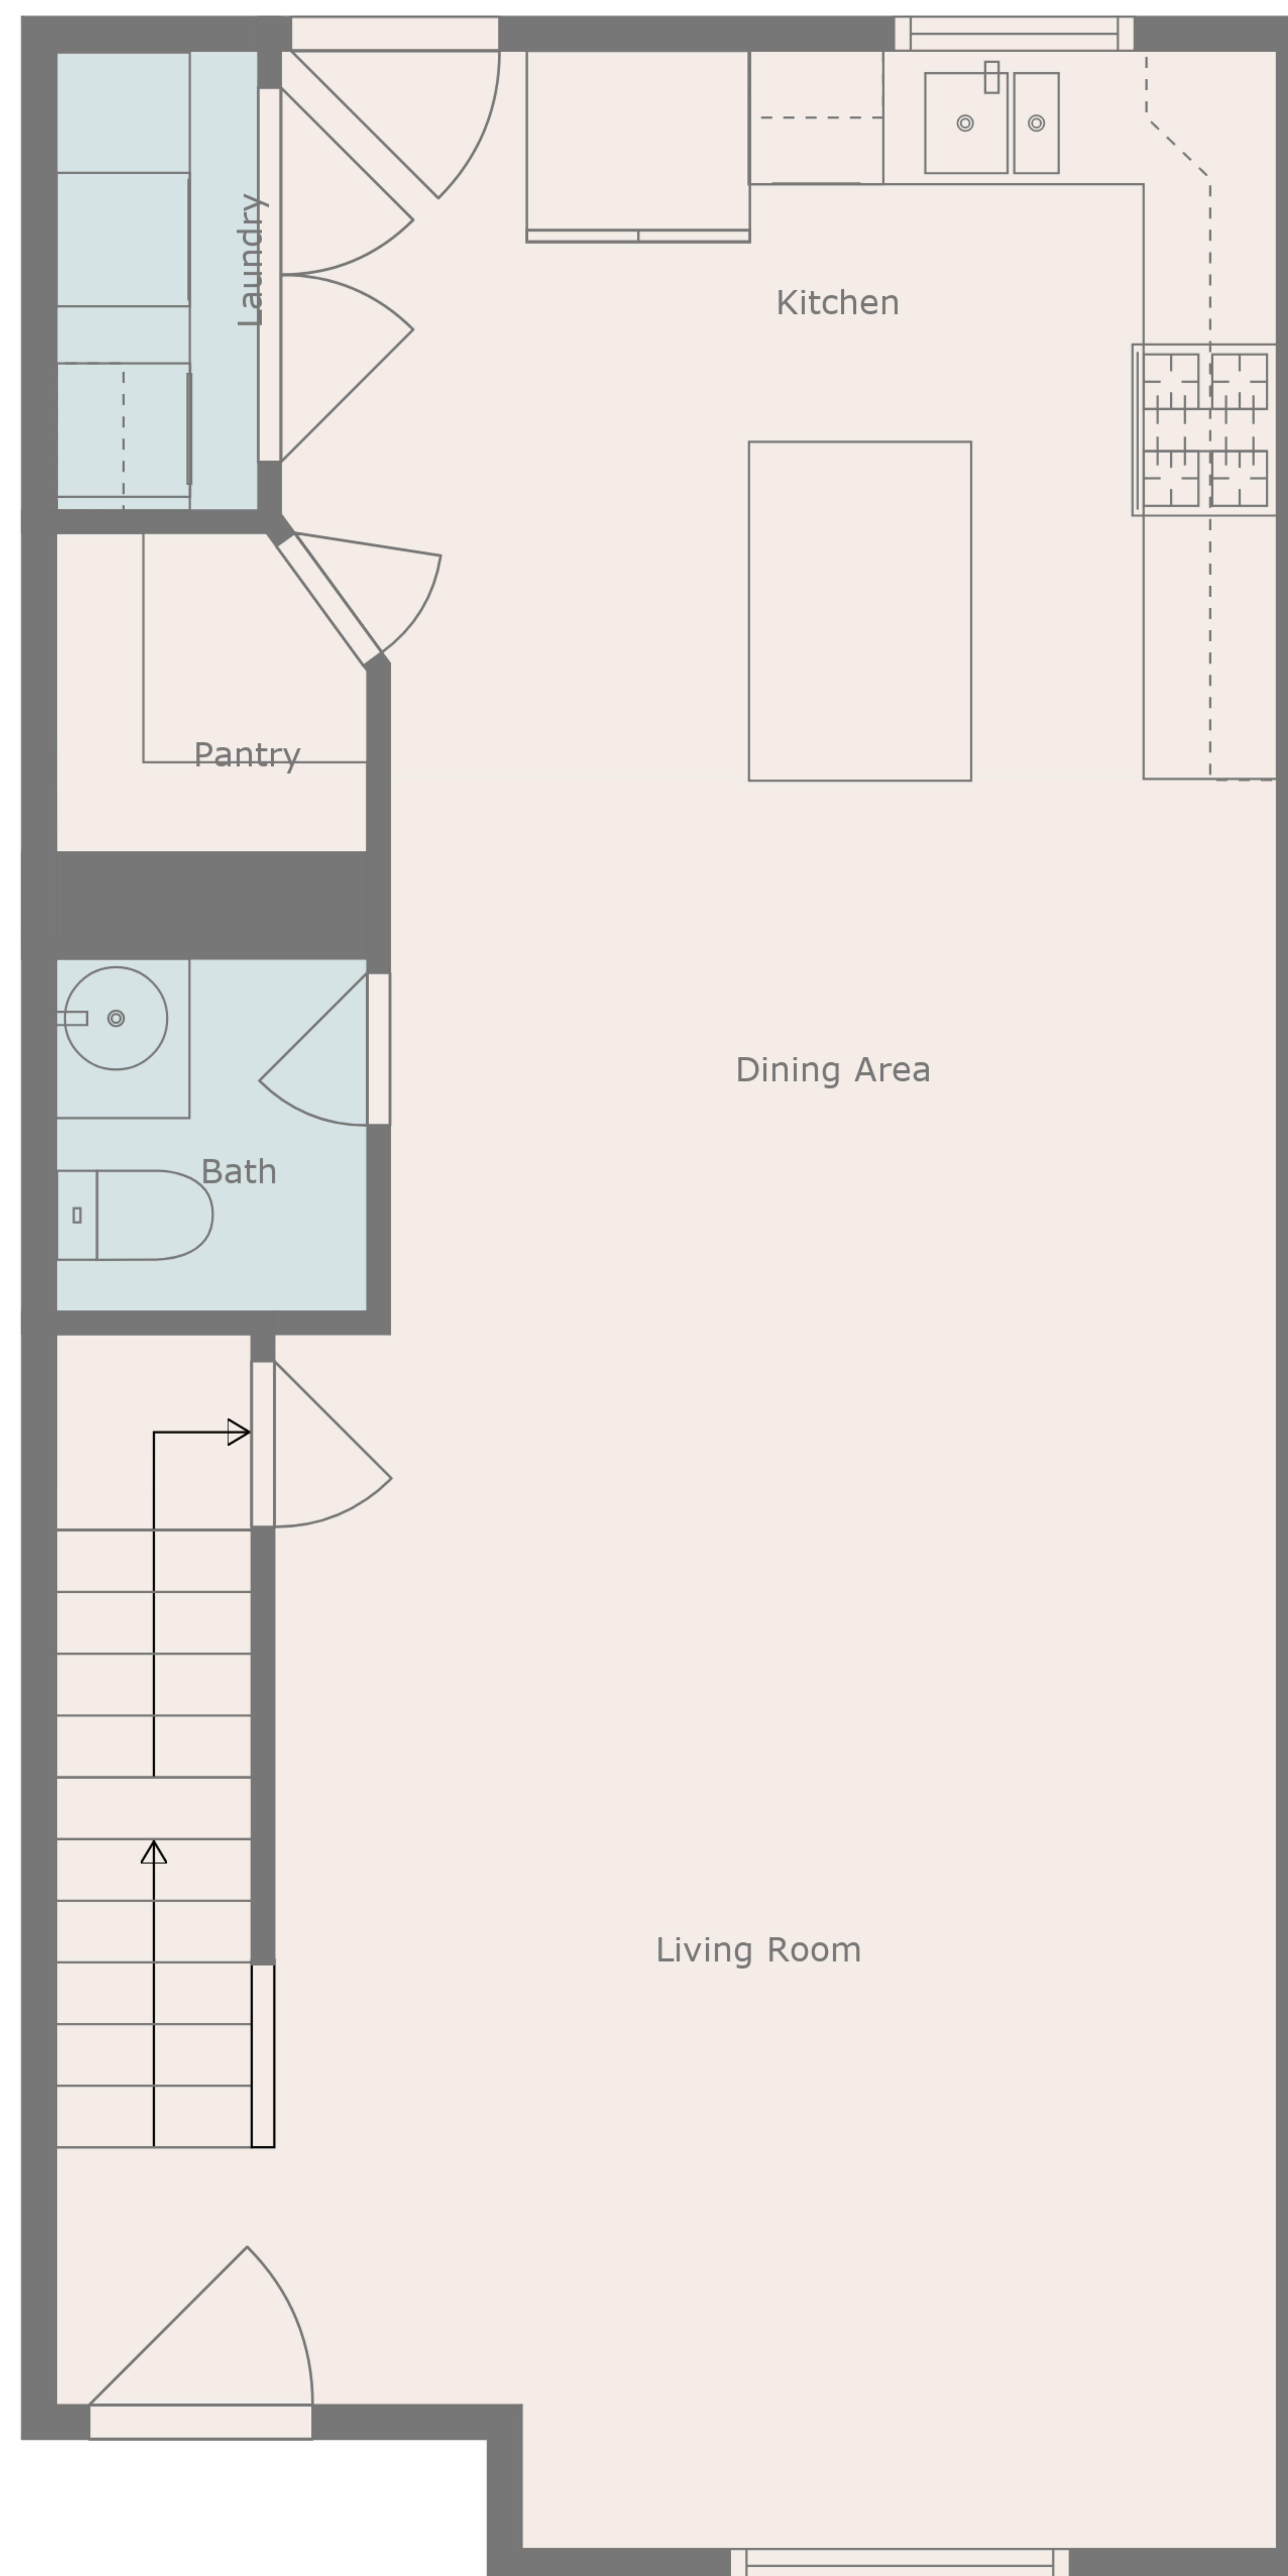 Laundry
Kitchen
Pantry
Dining Area
Bath
Living Room